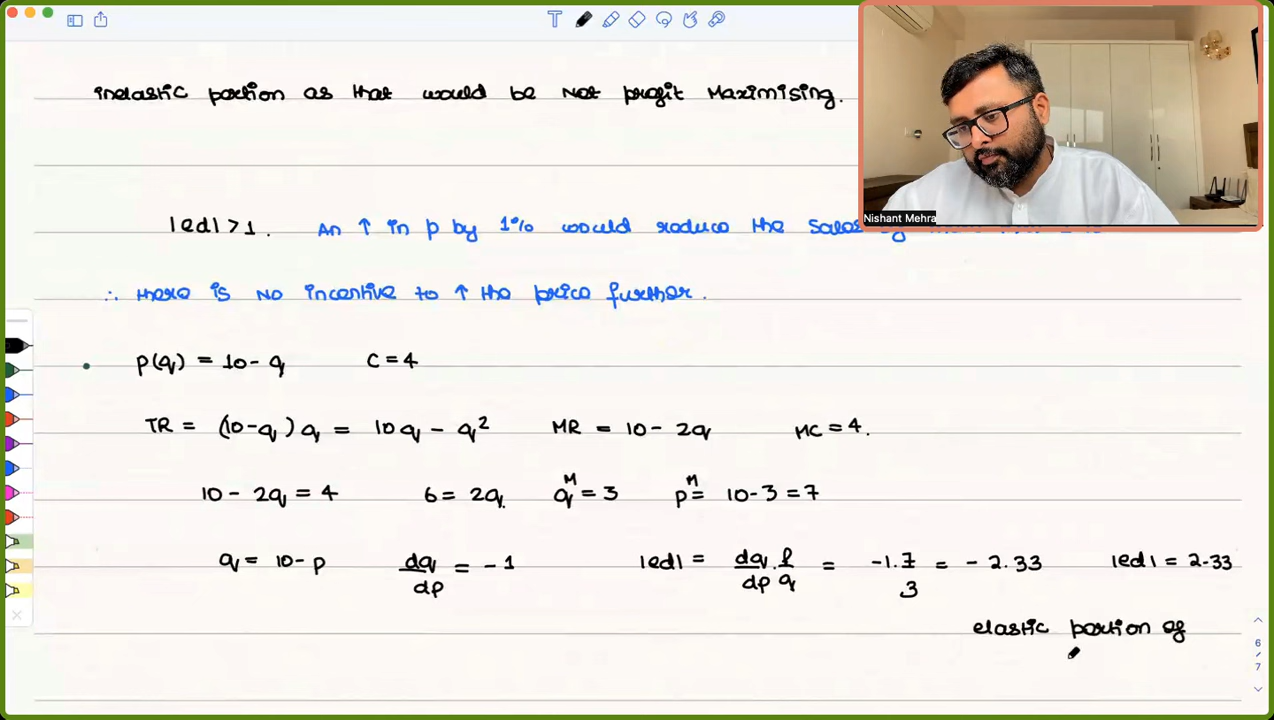 inelastic portion as that would be not profit maximising.
|ed| > 1. An ↑ in p by 1% would reduce the sales
∴ there is no incentive to ↑ the price further.
• p(q) = 10 - q C = 4
TR = (10-q) q = 10q - q² MR = 10 - 2q MC = 4.
10 - 2q = 4 6 = 2q. q^M = 3 p^M = 10-3 = 7
q = 10 - p dq/dp = -1 |ed| = dq/dp . p/q = -1.7/3 = -2.33 |ed| = 2.33
elastic portion of
Nishant Mehra
6/7